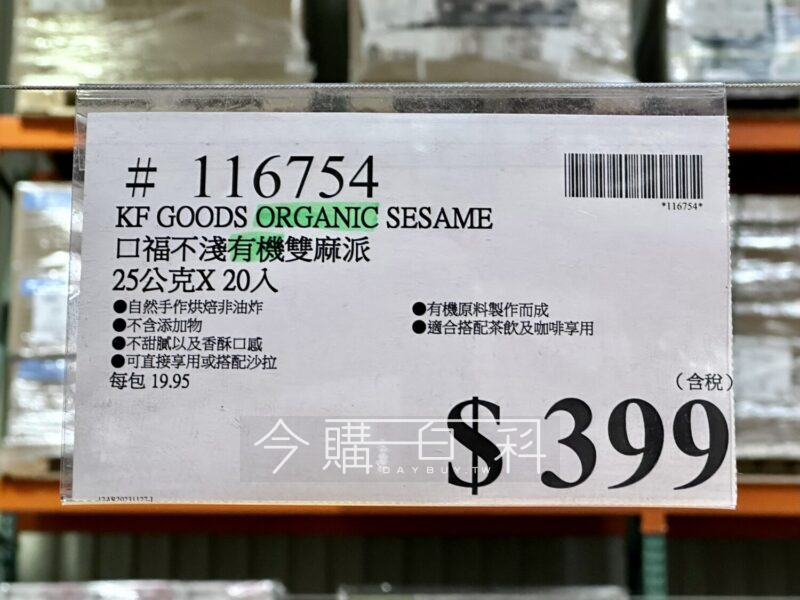 # 116754
*116754*
KF GOODS ORGANIC SESAME
口福不淺有機雙麻派
25公克X 20入
●自然手作烘焙非油炸
●不含添加物
●不甜膩以及香酥口感
●可直接享用或搭配沙拉
●有機原料製作而成
●適合搭配茶飲及咖啡享用
每包 19.95
(含稅)
$ 399
今購百科
DAYBUY.TW